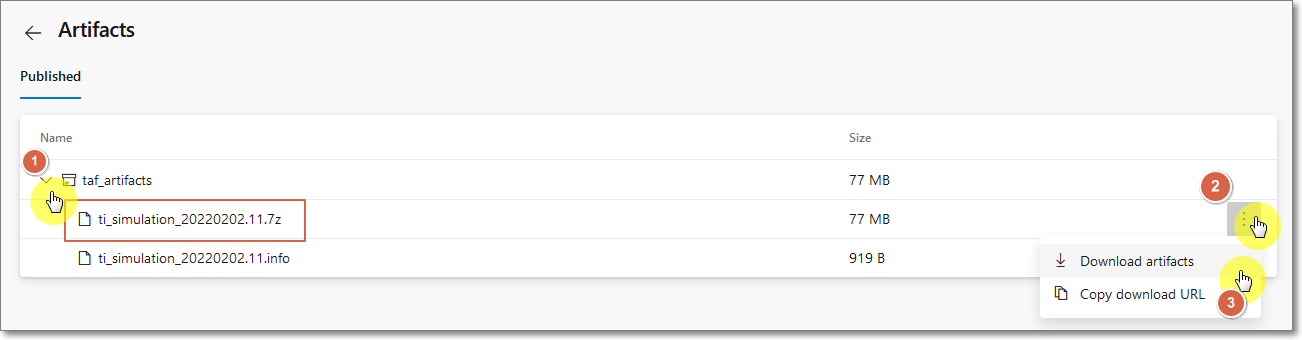 Artifacts
Published
Name Size
1
taf_artifacts 77 MB
2
ti_simulation_20220202.11.7z 77 MB
ti_simulation_20220202.11.info 919 B
Download artifacts
Copy download URL
3